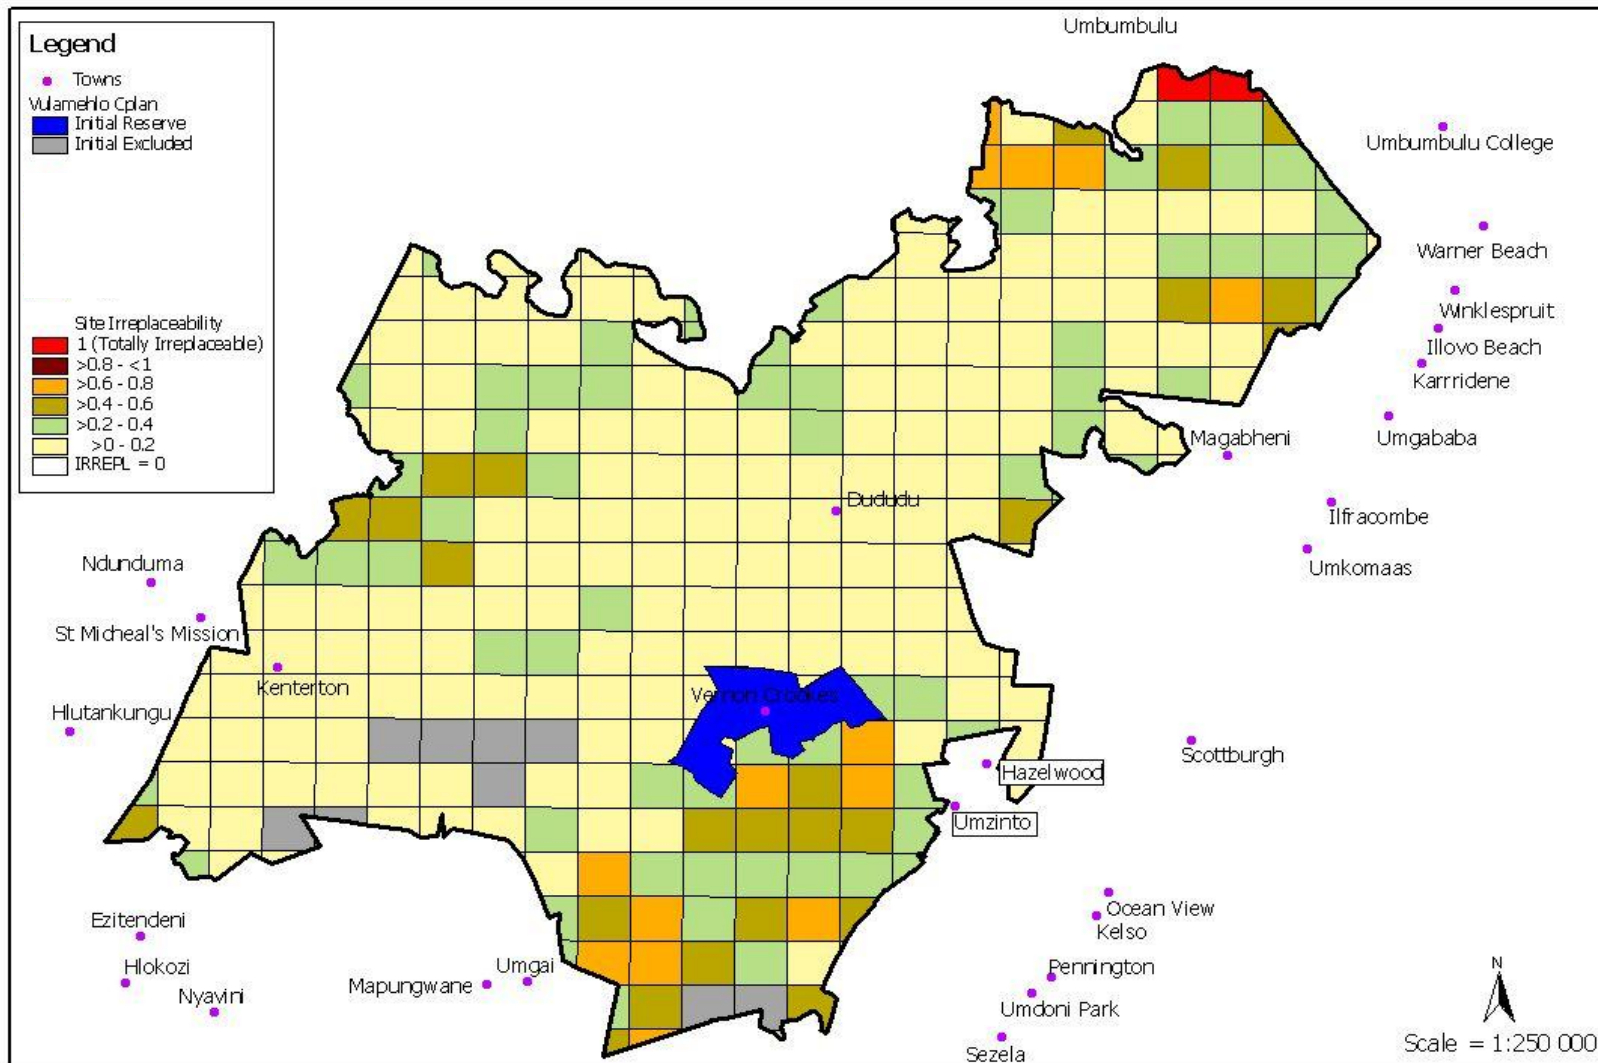 Legend
Towns
Vulamehlo Cplan
Initial Reserve
Initial Excluded
Site Irreplaceability
1 (Totally Irreplaceable)
>0.8 - <1
>0.6 - 0.8
>0.4 - 0.6
>0.2 - 0.4
>0 - 0.2
IRREPL = 0
Umbumbulu
Umbumbulu College
Warner Beach
Winklespruit
Illovo Beach
Karrridene
Umgababa
Magabheni
Dududu
Ilfracombe
Umkomaas
Ndunduma
St Micheal's Mission
Kenterton
Hlutankungu
Vernon Crookes
Scottburgh
Hazelwood
Umzinto
Ocean View
Kelso
Ezitendeni
Hlokozi
Nyavini
Mapungwane
Umgai
Pennington
Umdoni Park
Sezela
N
Scale = 1:250 000